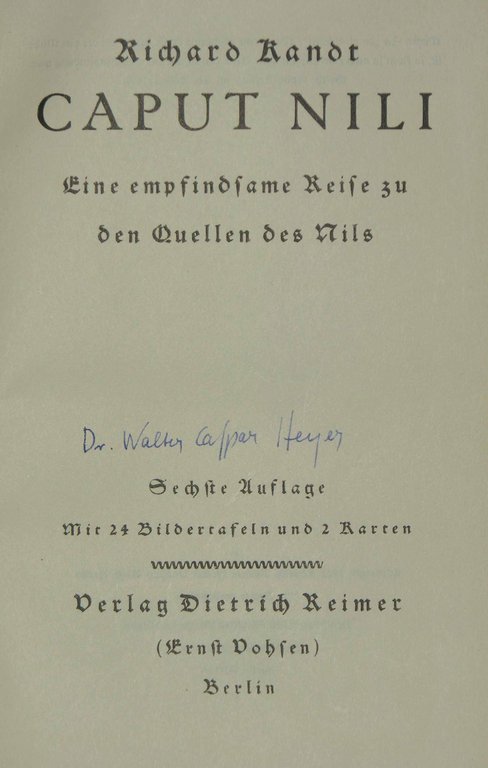 Richard Kandt
CAPUT NILI
Eine empfindsame Reise zu
den Quellen des Nils
Dr. Walter Caspar Heyer
Sechste Auflage
Mit 24 Bildertafeln und 2 Karten
Verlag Dietrich Reimer
(Ernst Vohsen)
Berlin